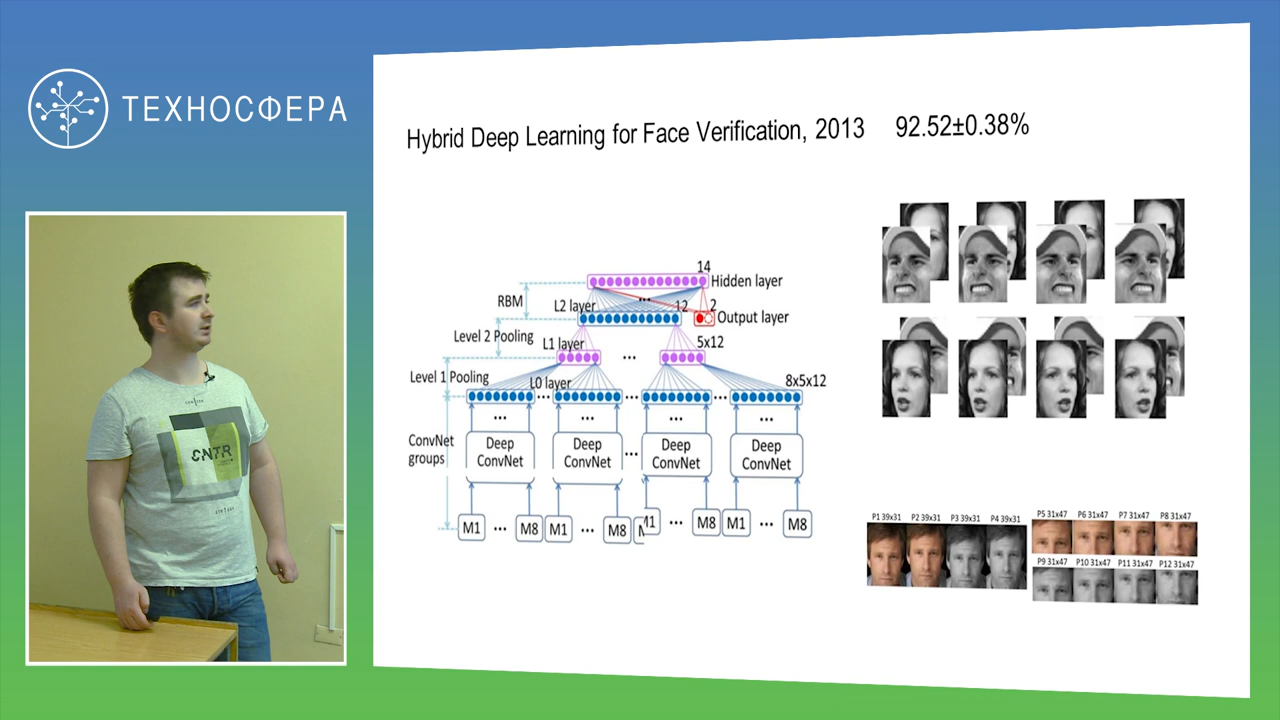 ТЕХНОСФЕРА
Hybrid Deep Learning for Face Verification, 2013 92.52±0.38%
14
Hidden layer
RBM
L2 layer
...
12
2
Output layer
Level 2 Pooling
L1 layer
...
5x12
Level 1 Pooling
L0 layer
8x5x12
... ... ...
... ... ... ...
ConvNet groups
Deep ConvNet
Deep ConvNet
...
Deep ConvNet
Deep ConvNet
M1 ... M8 M1 ... M8 M1 ... M8 M1 ... M8
P1 39x31 P2 39x31 P3 39x31 P4 39x31
P5 31x47 P6 31x47 P7 31x47 P8 31x47
P9 31x47 P10 31x47 P11 31x47 P12 31x47
CNTR